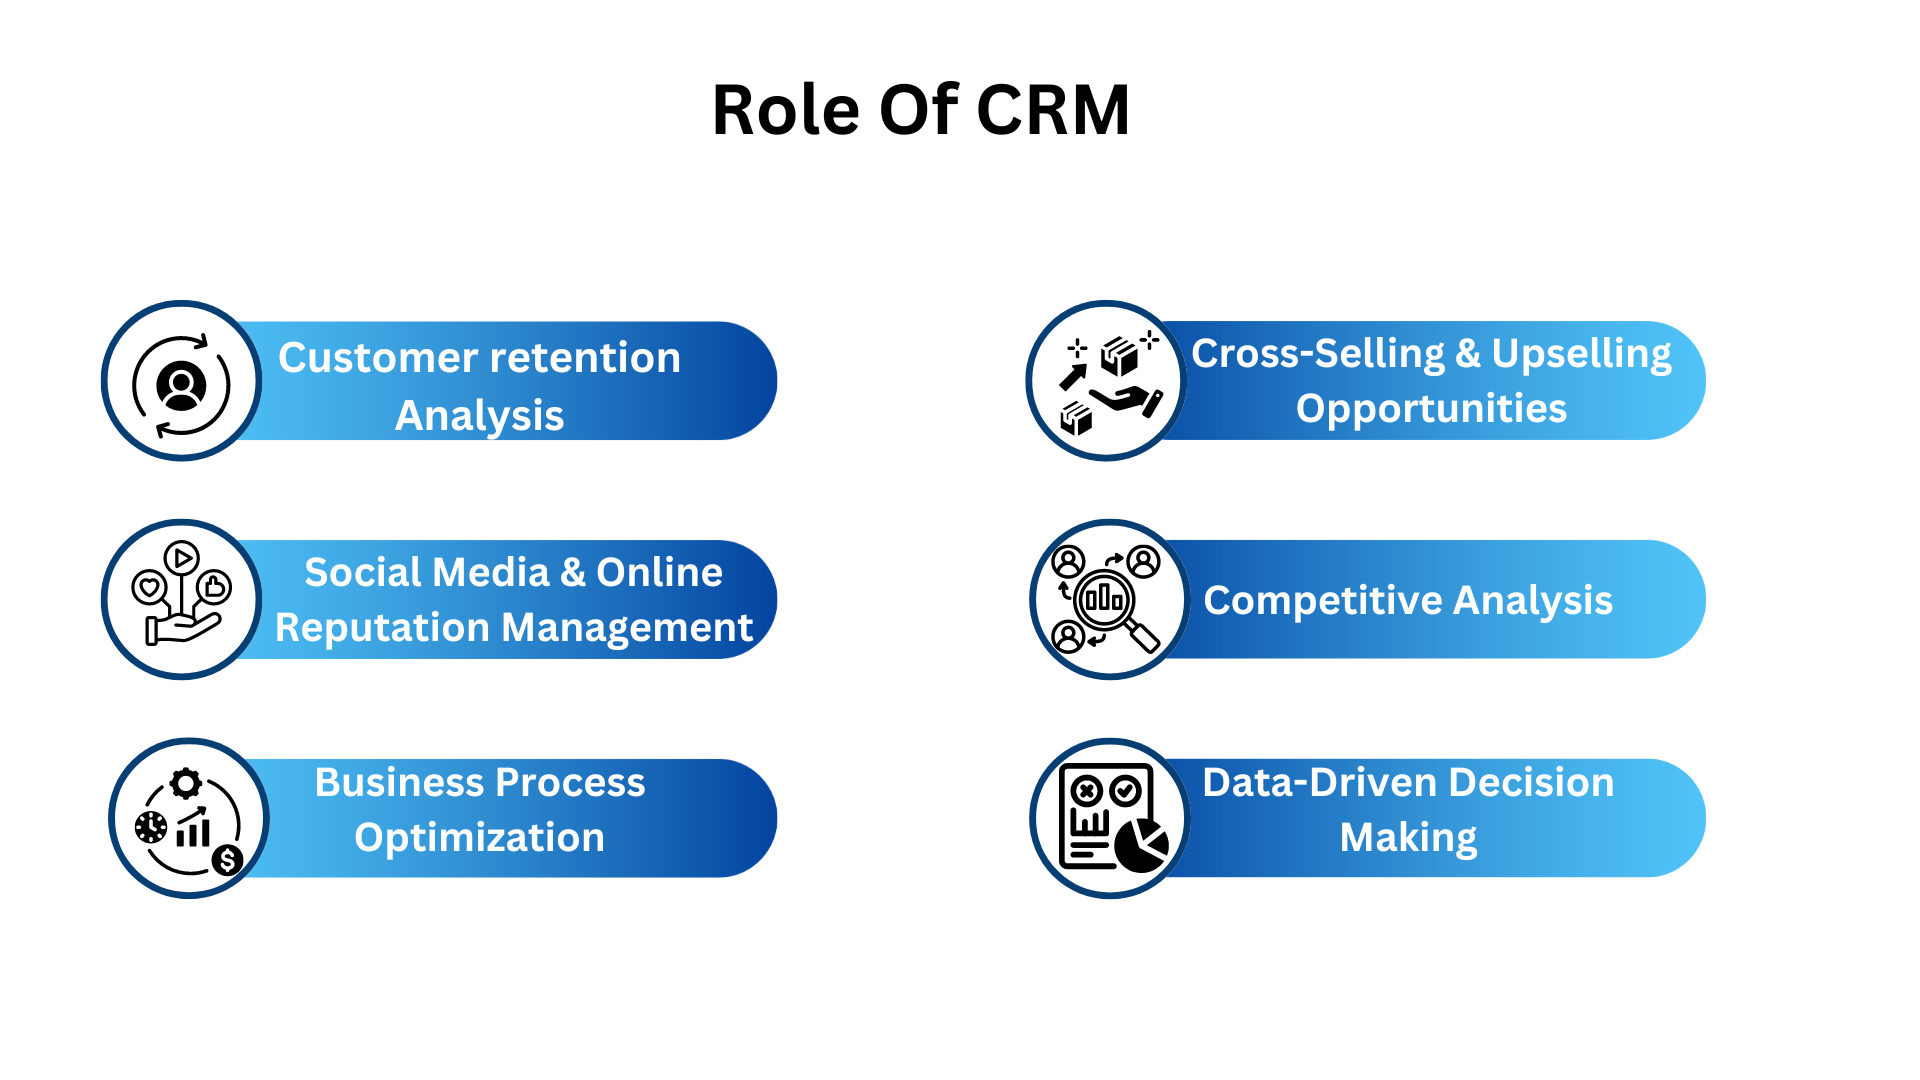 Role Of CRM
Customer retention
Analysis
Social Media & Online
Reputation Management
Business Process
Optimization
Cross-Selling & Upselling
Opportunities
Competitive Analysis
Data-Driven Decision
Making